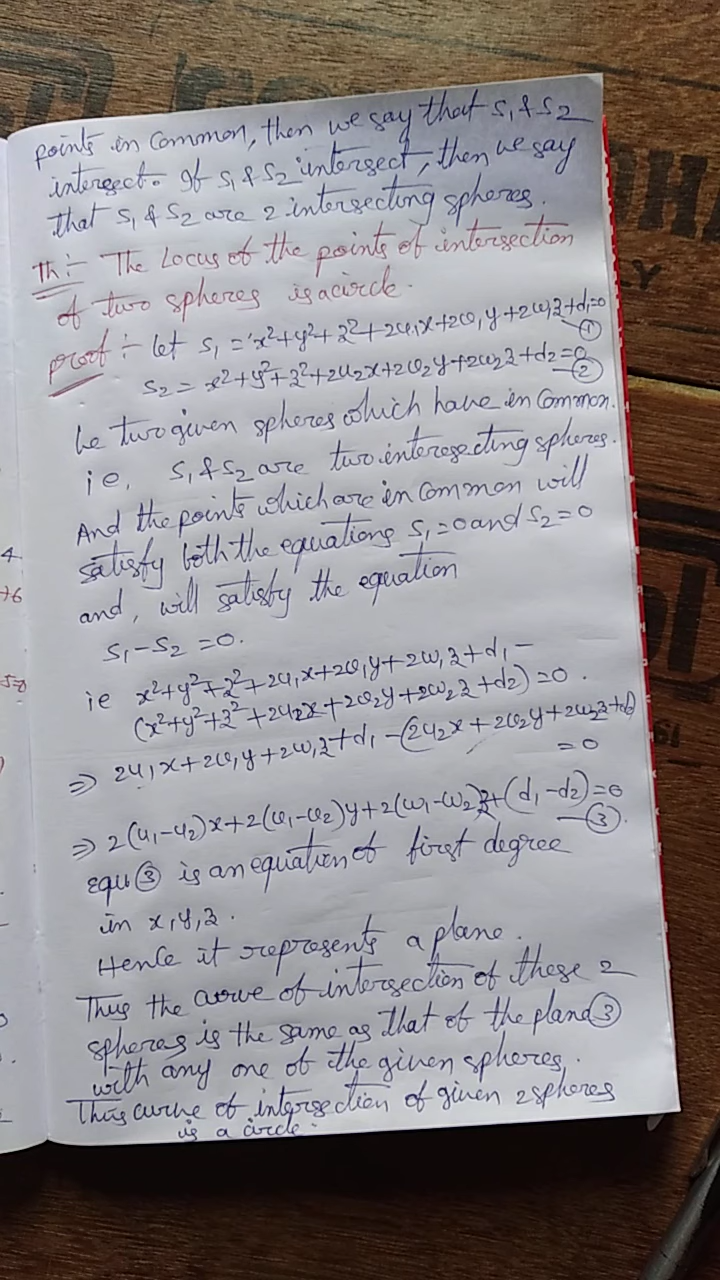 points in common, then we say that S₁ & S₂
intersect. If S₁ & S₂ intersect, then we say
that S₁ & S₂ are 2 intersecting spheres.
Th:- The Locus of the points of intersection
of two spheres is a circle.
Proof:- let S₁ = x²+y²+z²+2u₁x+2v₁y+2w₁z+d₁=0 —①
S₂ = x²+y²+z²+2u₂x+2v₂y+2w₂z+d₂=0 —②
be two given spheres which have in common.
ie, S₁ & S₂ are two intersecting spheres.
And the points which are in common will
satisfy both the equations S₁=0 and S₂=0
and, will satisfy the equation
S₁-S₂=0.
ie x²+y²+z²+2u₁x+2v₁y+2w₁z+d₁-
(x²+y²+z²+2u₂x+2v₂y+2w₂z+d₂)=0.
⇒ 2u₁x+2v₁y+2w₁z+d₁-(2u₂x+2v₂y+2w₂z+d₂)
=0
⇒ 2(u₁-u₂)x+2(v₁-v₂)y+2(w₁-w₂)z+(d₁-d₂)=0
—③.
equ ③ is an equation of first degree
in x,y,z.
Hence it represents a plane.
Thus the curve of intersection of these 2
spheres is the same as that of the plane ③
with any one of the given spheres.
Thus curve of intersection of given 2 spheres
is a circle.
4
+6